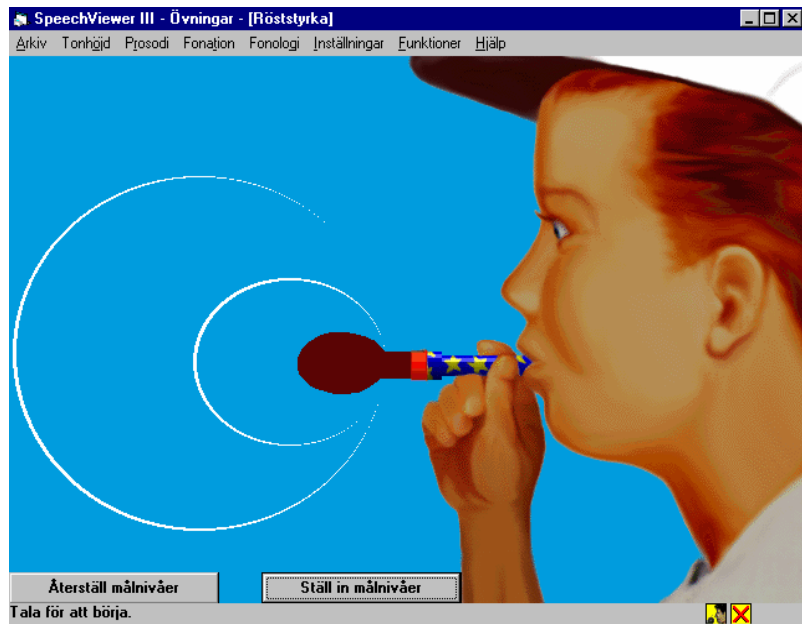 SpeechViewer III - Övningar - [Röststyrka]
Arkiv Tonhöjd Prosodi Fonation Fonologi Inställningar Funktioner Hjälp
Återställ målnivåer Ställ in målnivåer
Tala för att börja.